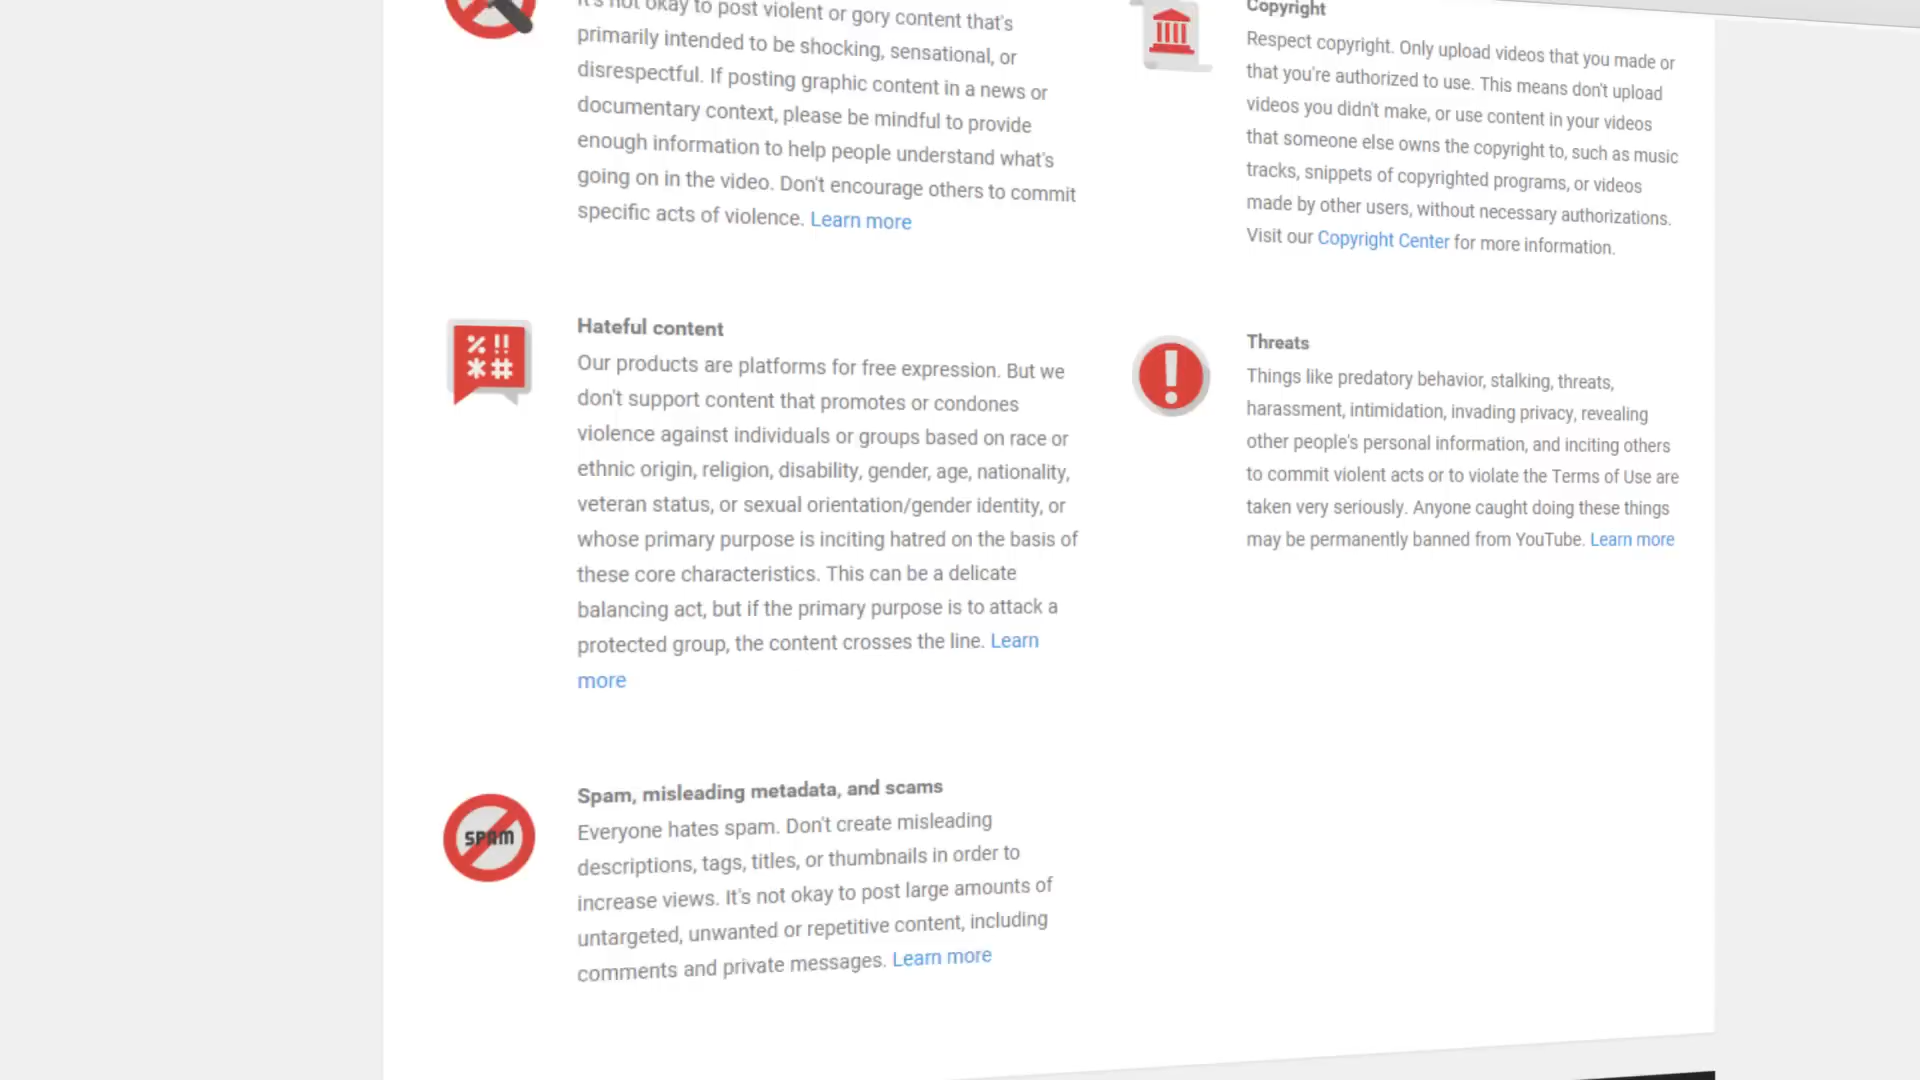 It's not okay to post violent or gory content that's
primarily intended to be shocking, sensational, or
disrespectful. If posting graphic content in a news or
documentary context, please be mindful to provide
enough information to help people understand what's
going on in the video. Don't encourage others to commit
specific acts of violence. Learn more
Copyright
Respect copyright. Only upload videos that you made or
that you're authorized to use. This means don't upload
videos you didn't make, or use content in your videos
that someone else owns the copyright to, such as music
tracks, snippets of copyrighted programs, or videos
made by other users, without necessary authorizations.
Visit our Copyright Center for more information.
%!!
*#
Hateful content
Our products are platforms for free expression. But we
don't support content that promotes or condones
violence against individuals or groups based on race or
ethnic origin, religion, disability, gender, age, nationality,
veteran status, or sexual orientation/gender identity, or
whose primary purpose is inciting hatred on the basis of
these core characteristics. This can be a delicate
balancing act, but if the primary purpose is to attack a
protected group, the content crosses the line. Learn
more
!
Threats
Things like predatory behavior, stalking, threats,
harassment, intimidation, invading privacy, revealing
other people's personal information, and inciting others
to commit violent acts or to violate the Terms of Use are
taken very seriously. Anyone caught doing these things
may be permanently banned from YouTube. Learn more
SPAM
Spam, misleading metadata, and scams
Everyone hates spam. Don't create misleading
descriptions, tags, titles, or thumbnails in order to
increase views. It's not okay to post large amounts of
untargeted, unwanted or repetitive content, including
comments and private messages. Learn more